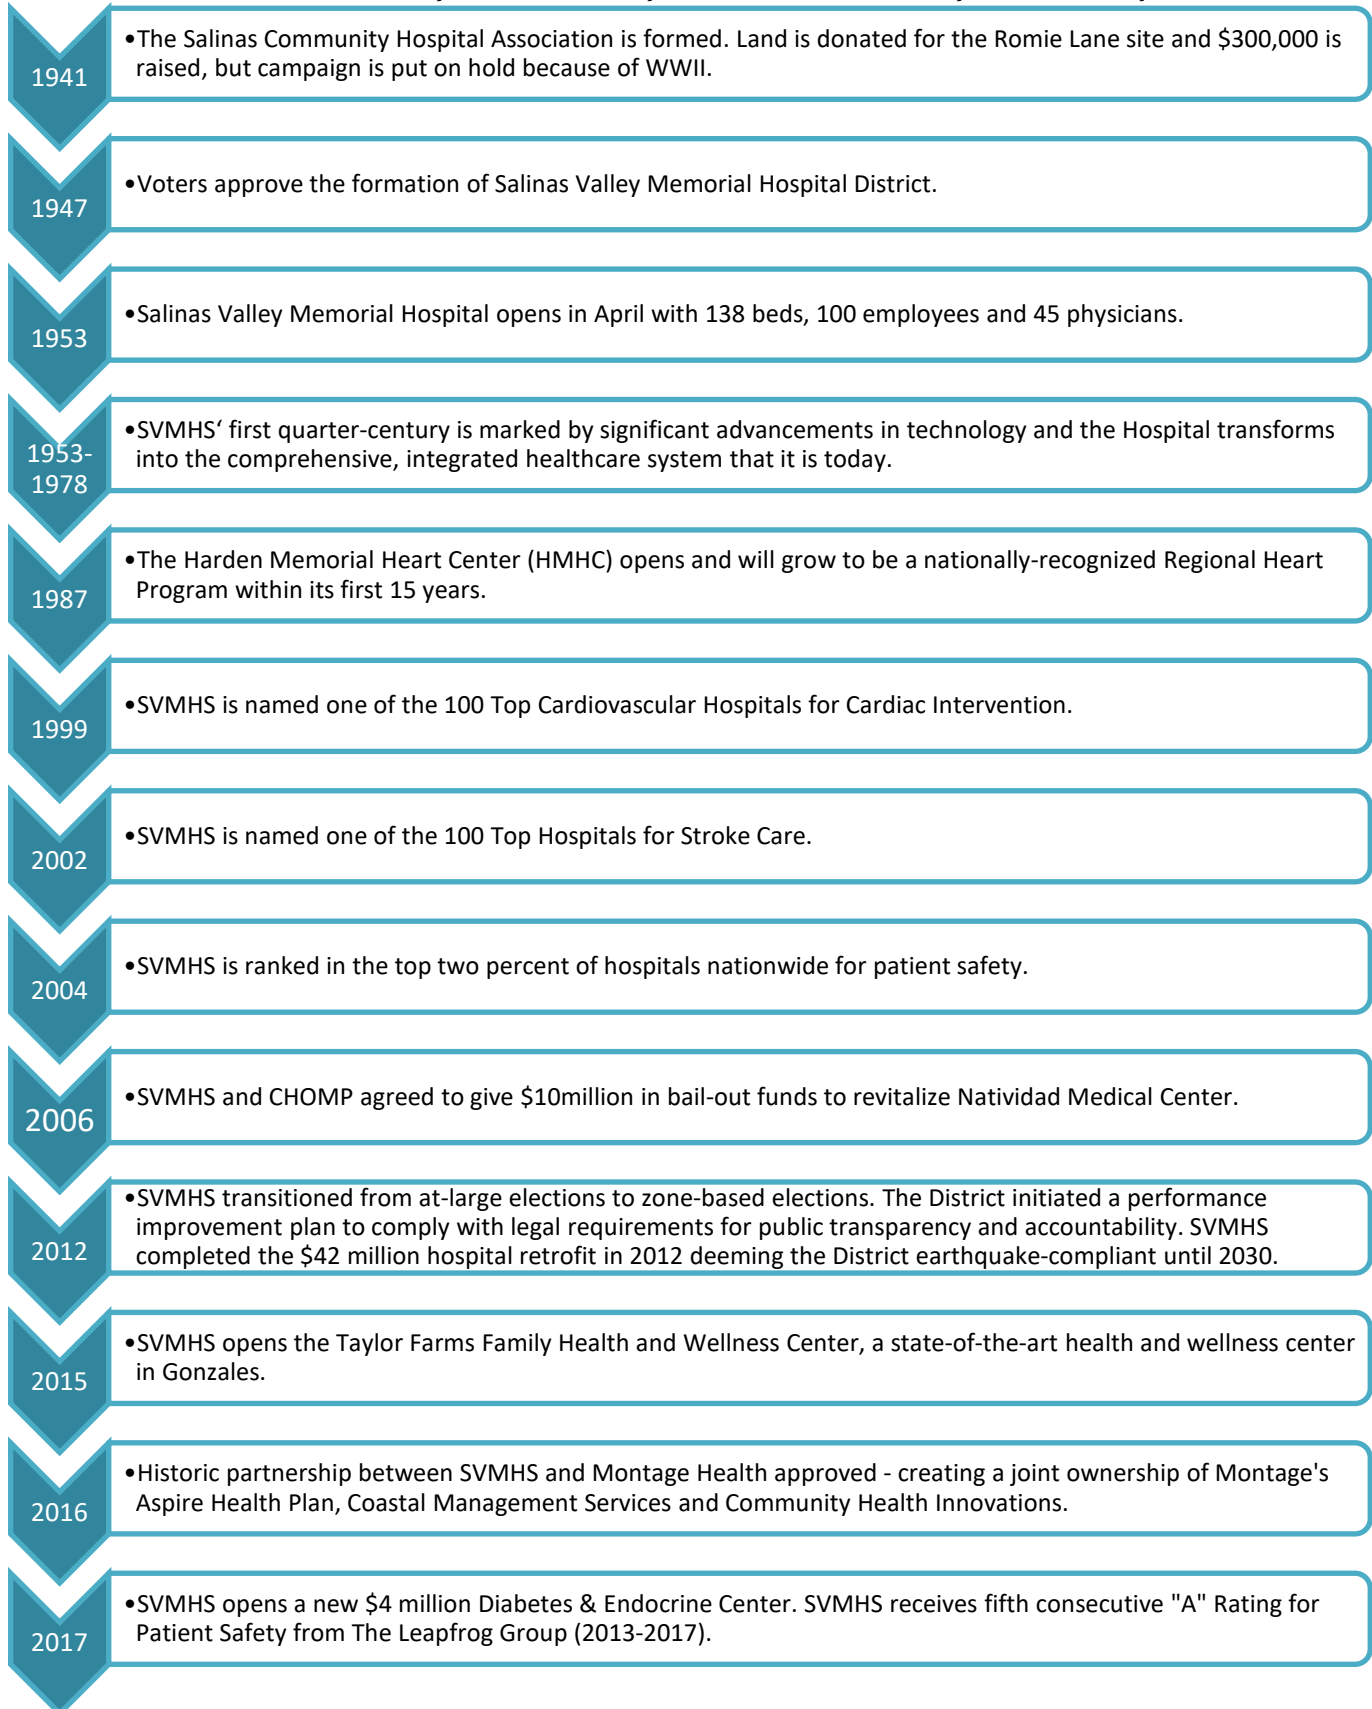 1941
•The Salinas Community Hospital Association is formed. Land is donated for the Romie Lane site and $300,000 is
raised, but campaign is put on hold because of WWII.
1947
•Voters approve the formation of Salinas Valley Memorial Hospital District.
1953
•Salinas Valley Memorial Hospital opens in April with 138 beds, 100 employees and 45 physicians.
1953-
1978
•SVMHS‘ first quarter-century is marked by significant advancements in technology and the Hospital transforms
into the comprehensive, integrated healthcare system that it is today.
1987
•The Harden Memorial Heart Center (HMHC) opens and will grow to be a nationally-recognized Regional Heart
Program within its first 15 years.
1999
•SVMHS is named one of the 100 Top Cardiovascular Hospitals for Cardiac Intervention.
2002
•SVMHS is named one of the 100 Top Hospitals for Stroke Care.
2004
•SVMHS is ranked in the top two percent of hospitals nationwide for patient safety.
2006
•SVMHS and CHOMP agreed to give $10million in bail-out funds to revitalize Natividad Medical Center.
2012
•SVMHS transitioned from at-large elections to zone-based elections. The District initiated a performance
improvement plan to comply with legal requirements for public transparency and accountability. SVMHS
completed the $42 million hospital retrofit in 2012 deeming the District earthquake-compliant until 2030.
2015
•SVMHS opens the Taylor Farms Family Health and Wellness Center, a state-of-the-art health and wellness center
in Gonzales.
2016
•Historic partnership between SVMHS and Montage Health approved - creating a joint ownership of Montage's
Aspire Health Plan, Coastal Management Services and Community Health Innovations.
2017
•SVMHS opens a new $4 million Diabetes & Endocrine Center. SVMHS receives fifth consecutive "A" Rating for
Patient Safety from The Leapfrog Group (2013-2017).